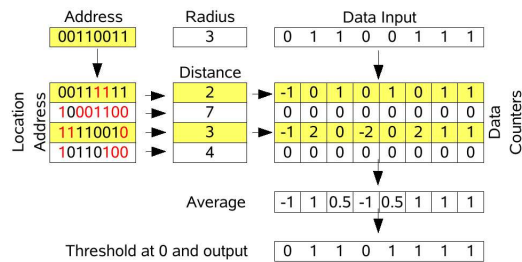 Address Radius Data Input
00110011 3 0 1 1 0 0 1 1 1
Distance
00111111 2 -1 0 1 0 1 0 1 1
10001100 7 0 0 0 0 0 0 0 0
11110010 3 -1 2 0 -2 0 2 1 1
10110100 4 0 0 0 0 0 0 0 0
Location
Address
Data
Counters
Average -1 1 0.5 -1 0.5 1 1 1
Threshold at 0 and output 0 1 1 0 1 1 1 1